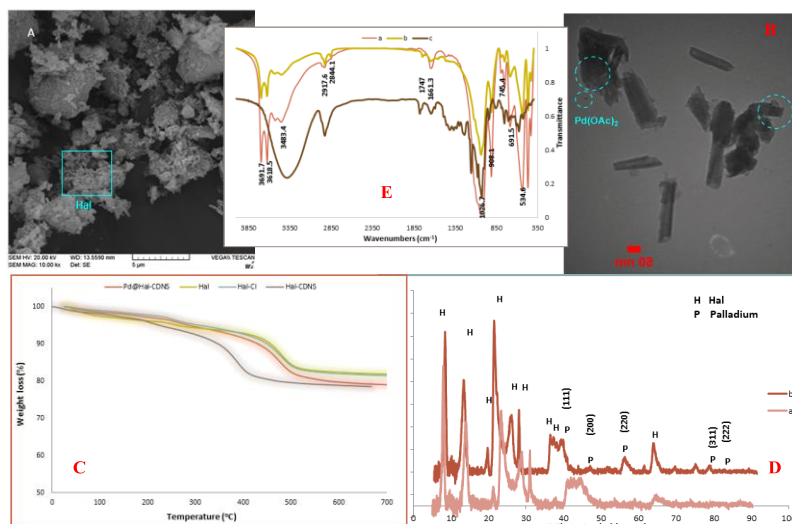 A
Hal
SEM HV: 20.00 kV
WD: 13.5590 mm
VEGA\\ TESCAN
SEM MAG: 10.00 kx
Det: SE
5 µm
a b c
3691.7
3618.5
3483.4
2917.6
2844.1
1747
1661.3
1026.7
908.1
745.4
691.5
534.6
1
0.8
0.6
0.4
0.2
0
Transmittance
E
3850 3350 2850 2350 1850 1350 850 350
Wavenumbers (cm⁻¹)
B
Pd(OAc)₂
50 nm
Pd@Hal-CDNS Hal Hal-Cl Hal-CDNS
100
90
80
70
60
50
Weight loss (%)
C
0 100 200 300 400 500 600 700
Temperature (°C)
H Hal
P Palladium
H
H
H
H
H
H
H
H
P
(111)
P
(200)
P
(220)
H
P
(311)
P
(222)
b
a
D
0 10 20 30 40 50 60 70 80 90